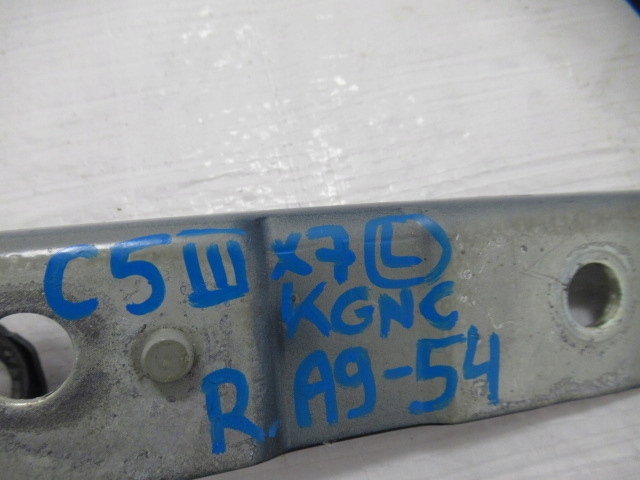 C5 III X7 L
KGNC
R. A9-54